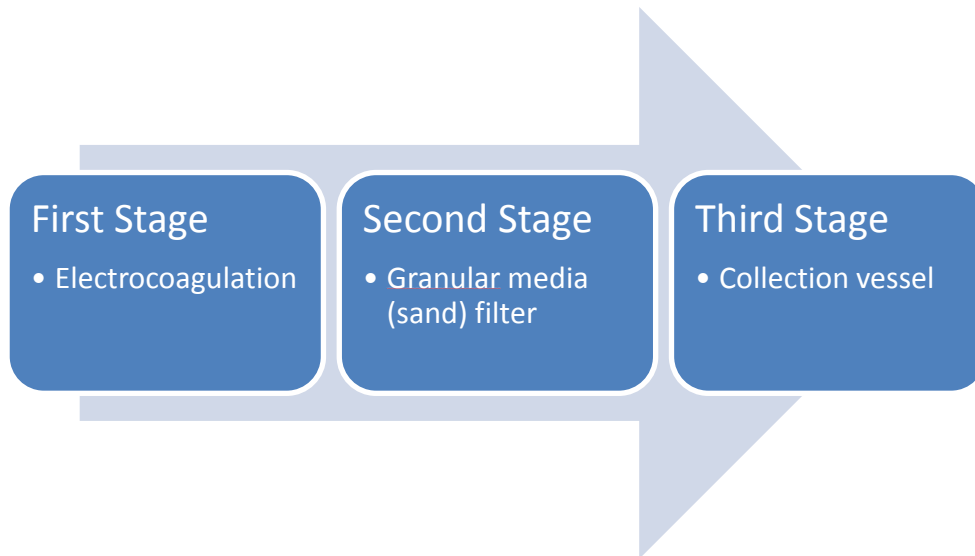 First Stage
• Electrocoagulation
Second Stage
• Granular media
(sand) filter
Third Stage
• Collection vessel